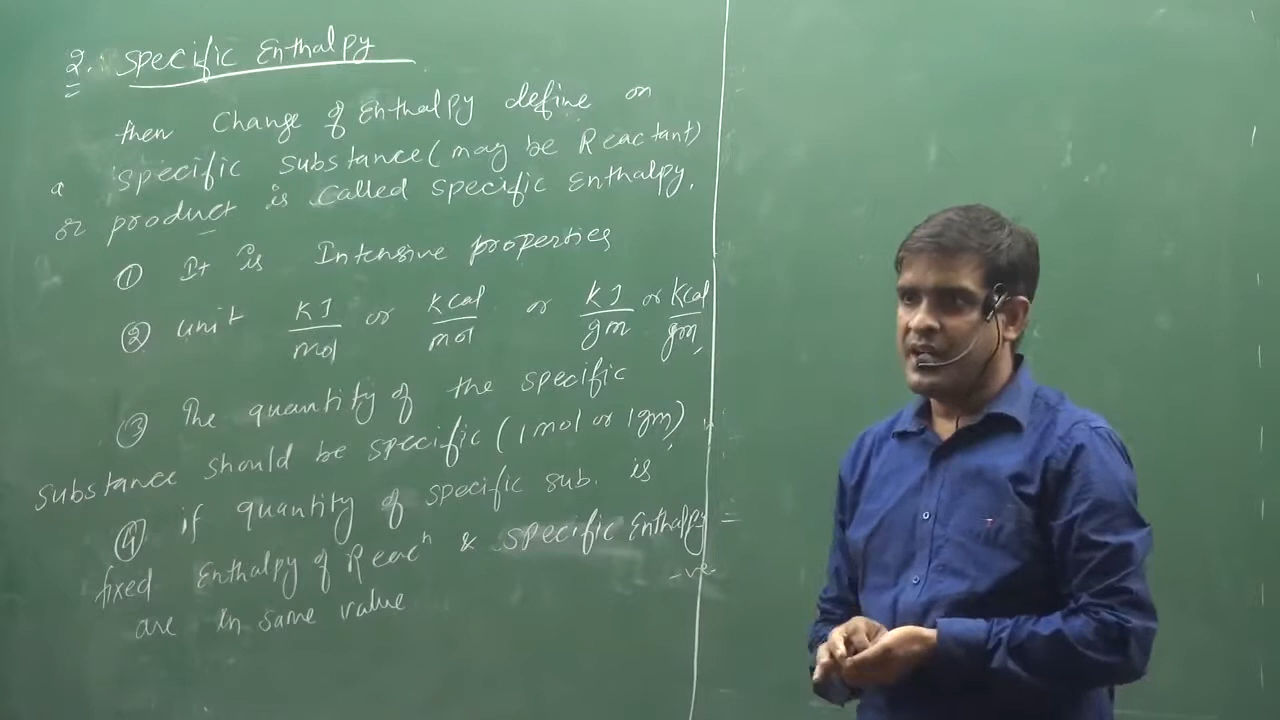 2. Specific Enthalpy
then Change of Enthalpy define on
a specific substance (may be Reactant)
or product is called specific Enthalpy.
① It is Intensive properties
② unit kJ/mol or kcal/mol or kJ/gm or kcal/gm
③ The quantity of the specific
substance should be specific (1 mol or 1gm)
④ if quantity of specific sub. is
fixed Enthalpy of Reacⁿ & specific Enthalpy
are in same value -ve